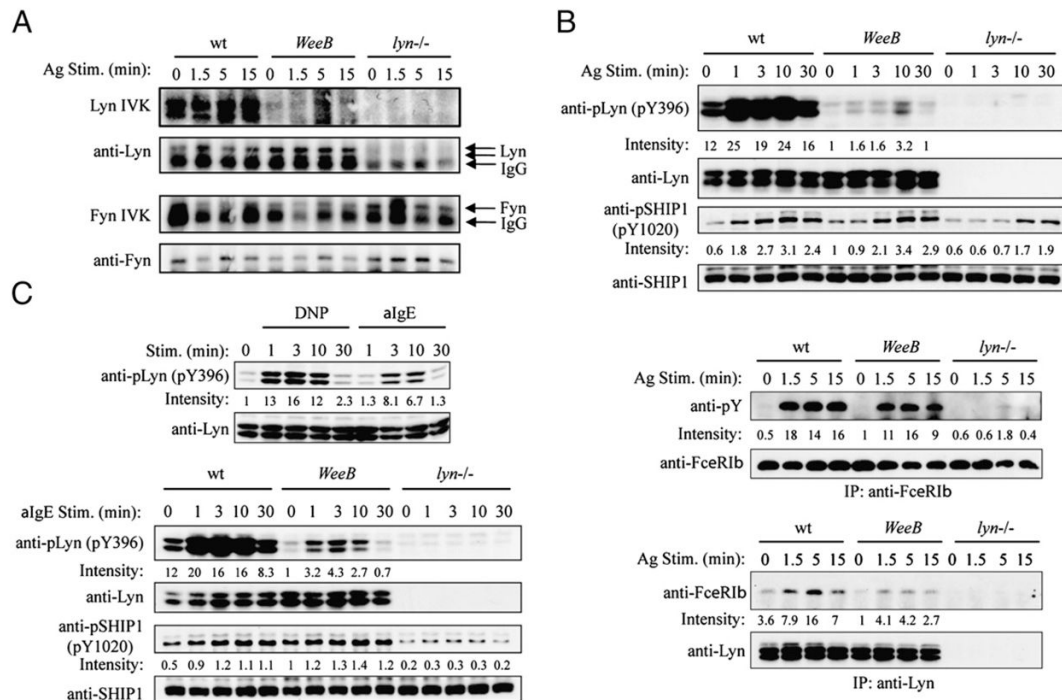 A
wt WeeB lyn-/-
Ag Stim. (min): 0 1.5 5 15 0 1.5 5 15 0 1.5 5 15
Lyn IVK
anti-Lyn
Lyn
IgG
Fyn IVK
Fyn
IgG
anti-Fyn
B
wt WeeB lyn-/-
Ag Stim. (min): 0 1 3 10 30 0 1 3 10 30 0 1 3 10 30
anti-pLyn (pY396)
Intensity: 12 25 19 24 16 1 1.6 1.6 3.2 1
anti-Lyn
anti-pSHIP1
(pY1020)
Intensity: 0.6 1.8 2.7 3.1 2.4 1 0.9 2.1 3.4 2.9 0.6 0.6 0.7 1.7 1.9
anti-SHIP1
wt WeeB lyn-/-
Ag Stim. (min): 0 1.5 5 15 0 1.5 5 15 0 1.5 5 15
anti-pY
Intensity: 0.5 18 14 16 1 11 16 9 0.6 0.6 1.8 0.4
anti-FceRIb
IP: anti-FceRIb
wt WeeB lyn-/-
Ag Stim. (min): 0 1.5 5 15 0 1.5 5 15 0 1.5 5 15
anti-FceRIb
Intensity: 3.6 7.9 16 7 1 4.1 4.2 2.7
anti-Lyn
IP: anti-Lyn
C
DNP aIgE
Stim. (min): 0 1 3 10 30 1 3 10 30
anti-pLyn (pY396)
Intensity: 1 13 16 12 2.3 1.3 8.1 6.7 1.3
anti-Lyn
wt WeeB lyn-/-
aIgE Stim. (min): 0 1 3 10 30 0 1 3 10 30 0 1 3 10 30
anti-pLyn (pY396)
Intensity: 12 20 16 16 8.3 1 3.2 4.3 2.7 0.7
anti-Lyn
anti-pSHIP1
(pY1020)
Intensity: 0.5 0.9 1.2 1.1 1.1 1 1.2 1.3 1.4 1.2 0.2 0.3 0.3 0.3 0.2
anti-SHIP1